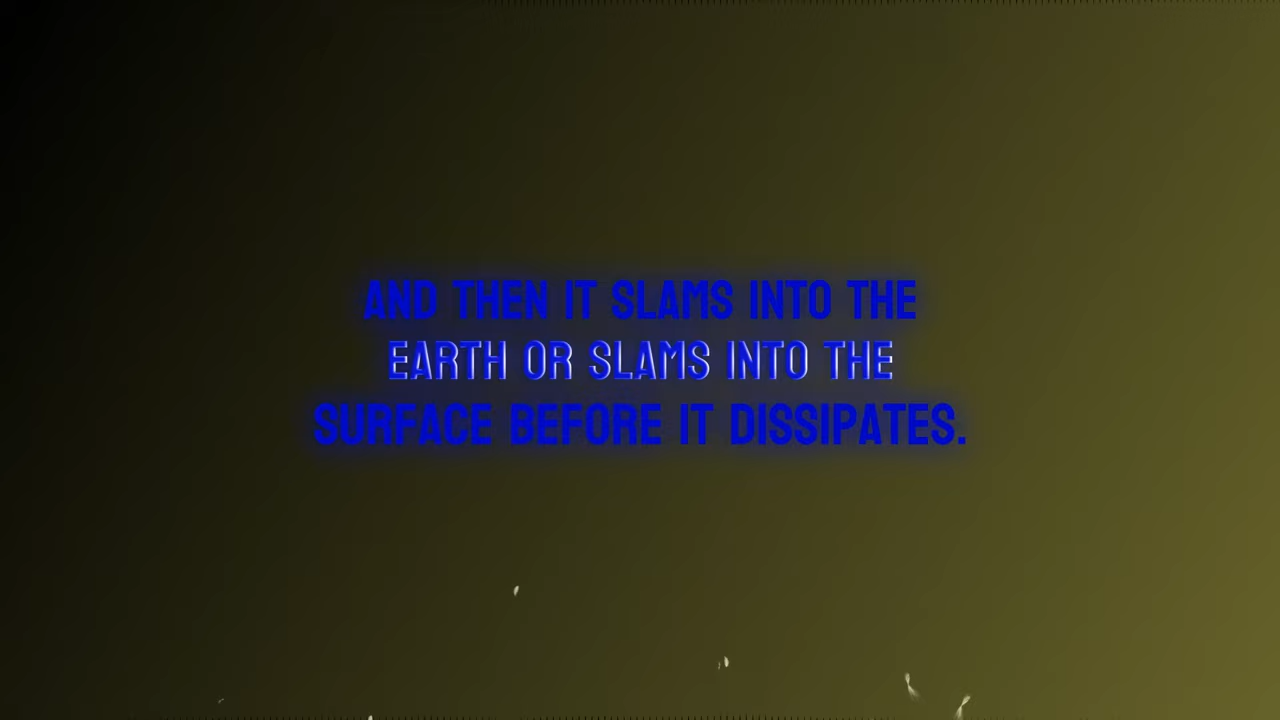 AND THEN IT SLAMS INTO THE
EARTH OR SLAMS INTO THE
SURFACE BEFORE IT DISSIPATES.